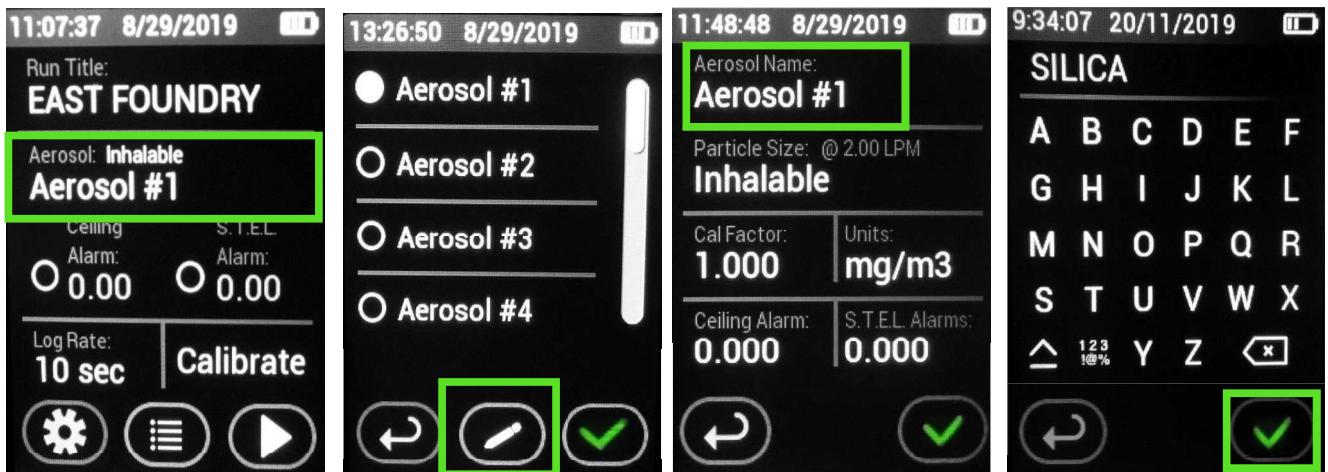 11:07:37 8/29/2019
Run Title:
EAST FOUNDRY
Aerosol: Inhalable
Aerosol #1
Ceiling S.T.E.L.
Alarm: Alarm:
0.00 0.00
Log Rate:
10 sec Calibrate
13:26:50 8/29/2019
Aerosol #1
Aerosol #2
Aerosol #3
Aerosol #4
11:48:48 8/29/2019
Aerosol Name:
Aerosol #1
Particle Size: @ 2.00 LPM
Inhalable
Cal Factor: Units:
1.000 mg/m3
Ceiling Alarm: S.T.E.L. Alarms:
0.000 0.000
9:34:07 20/11/2019
SILICA
A B C D E F
G H I J K L
M N O P Q R
S T U V W X
123
!@% Y Z